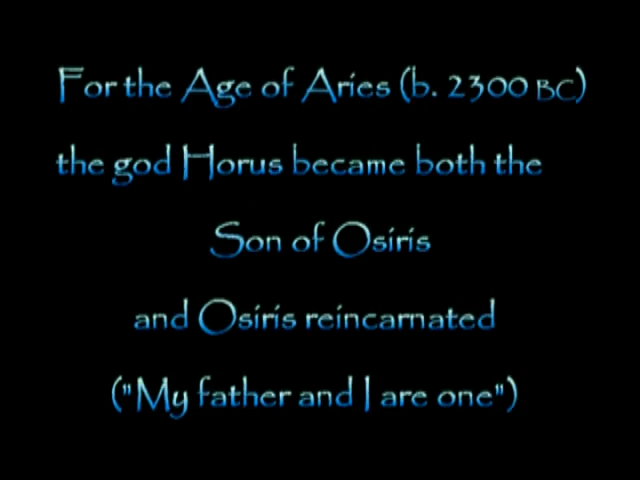 For the Age of Aries (b. 2300 BC)
the god Horus became both the
Son of Osiris
and Osiris reincarnated
("My father and I are one")